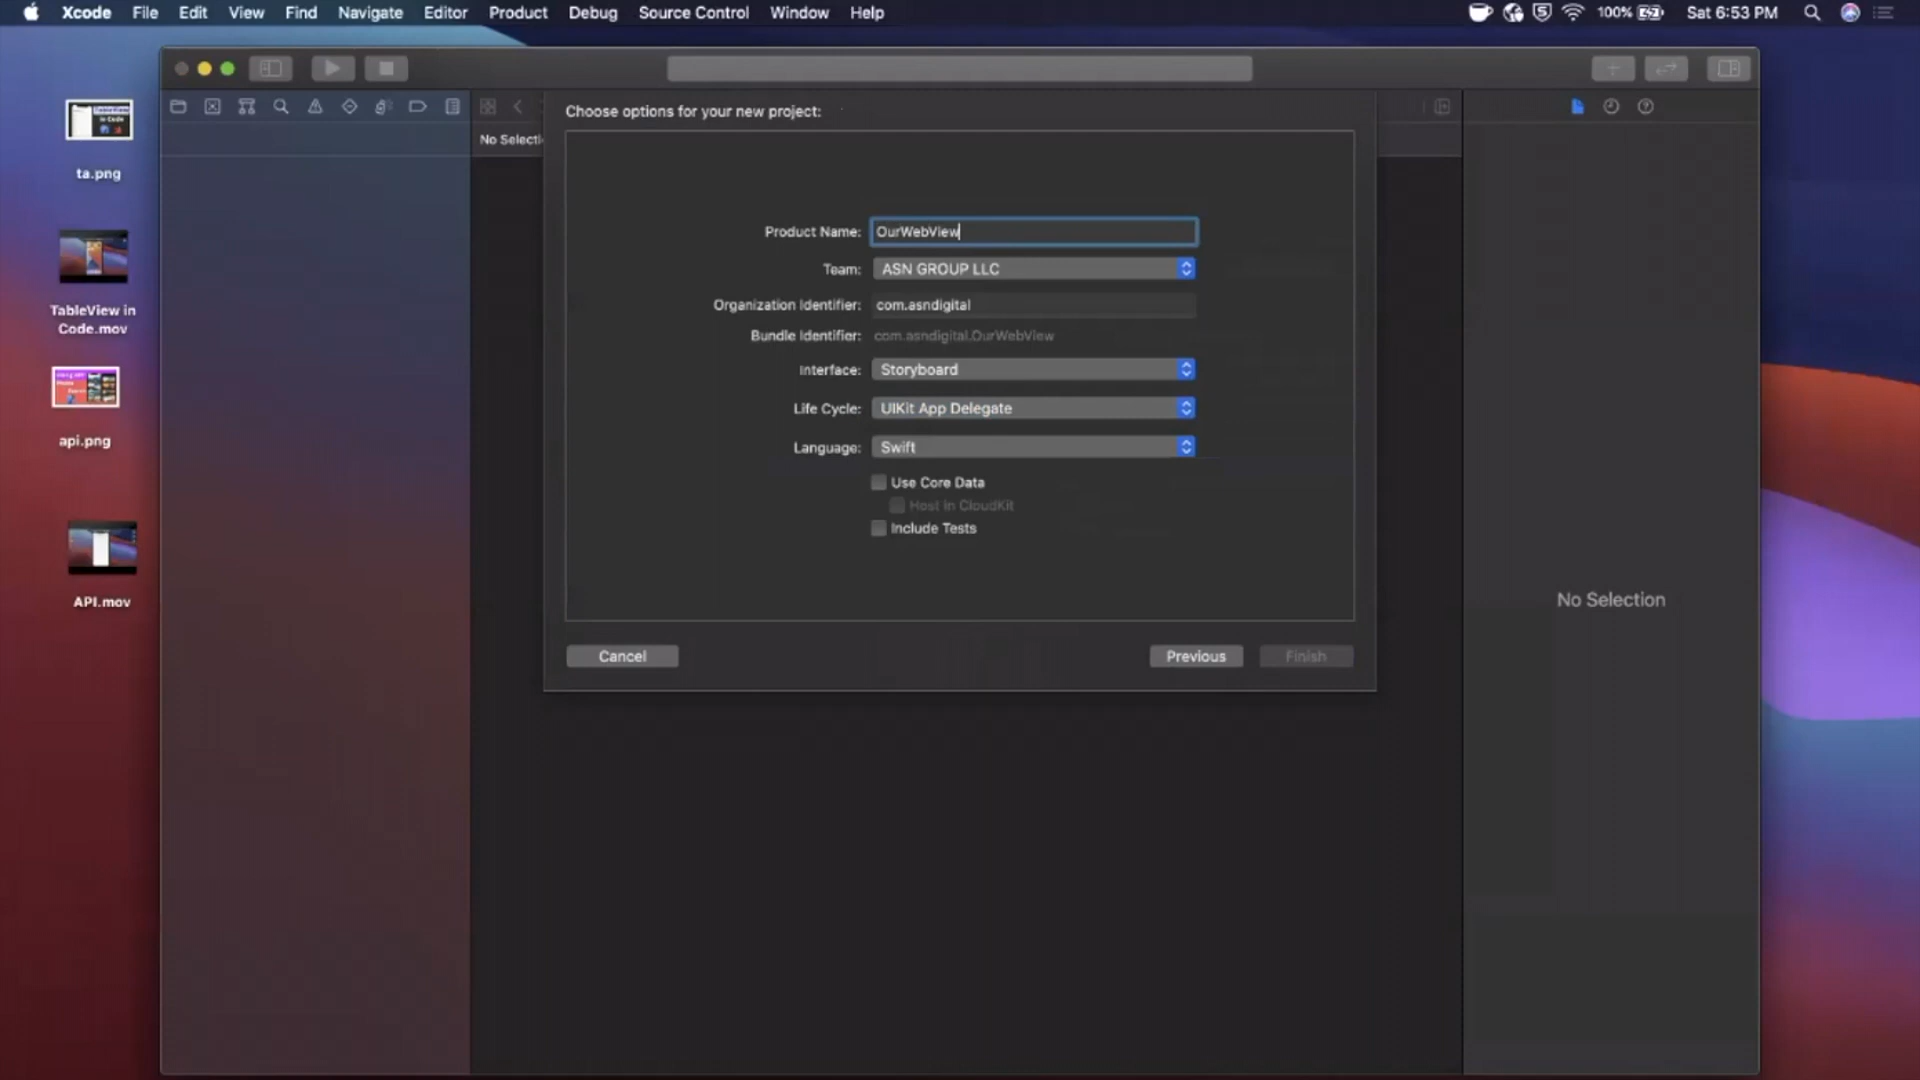 Xcode File Edit View Find Navigate Editor Product Debug Source Control Window Help 100% Sat 6:53 PM
Choose options for your new project:
No Selecti
ta.png
TableView in
Code.mov
api.png
API.mov
Product Name: OurWebView
Team: ASN GROUP LLC
Organization Identifier: com.asndigital
Bundle Identifier: com.asndigital.OurWebView
Interface: Storyboard
Life Cycle: UIKit App Delegate
Language: Swift
Use Core Data
Host in CloudKit
Include Tests
Cancel Previous Finish
No Selection